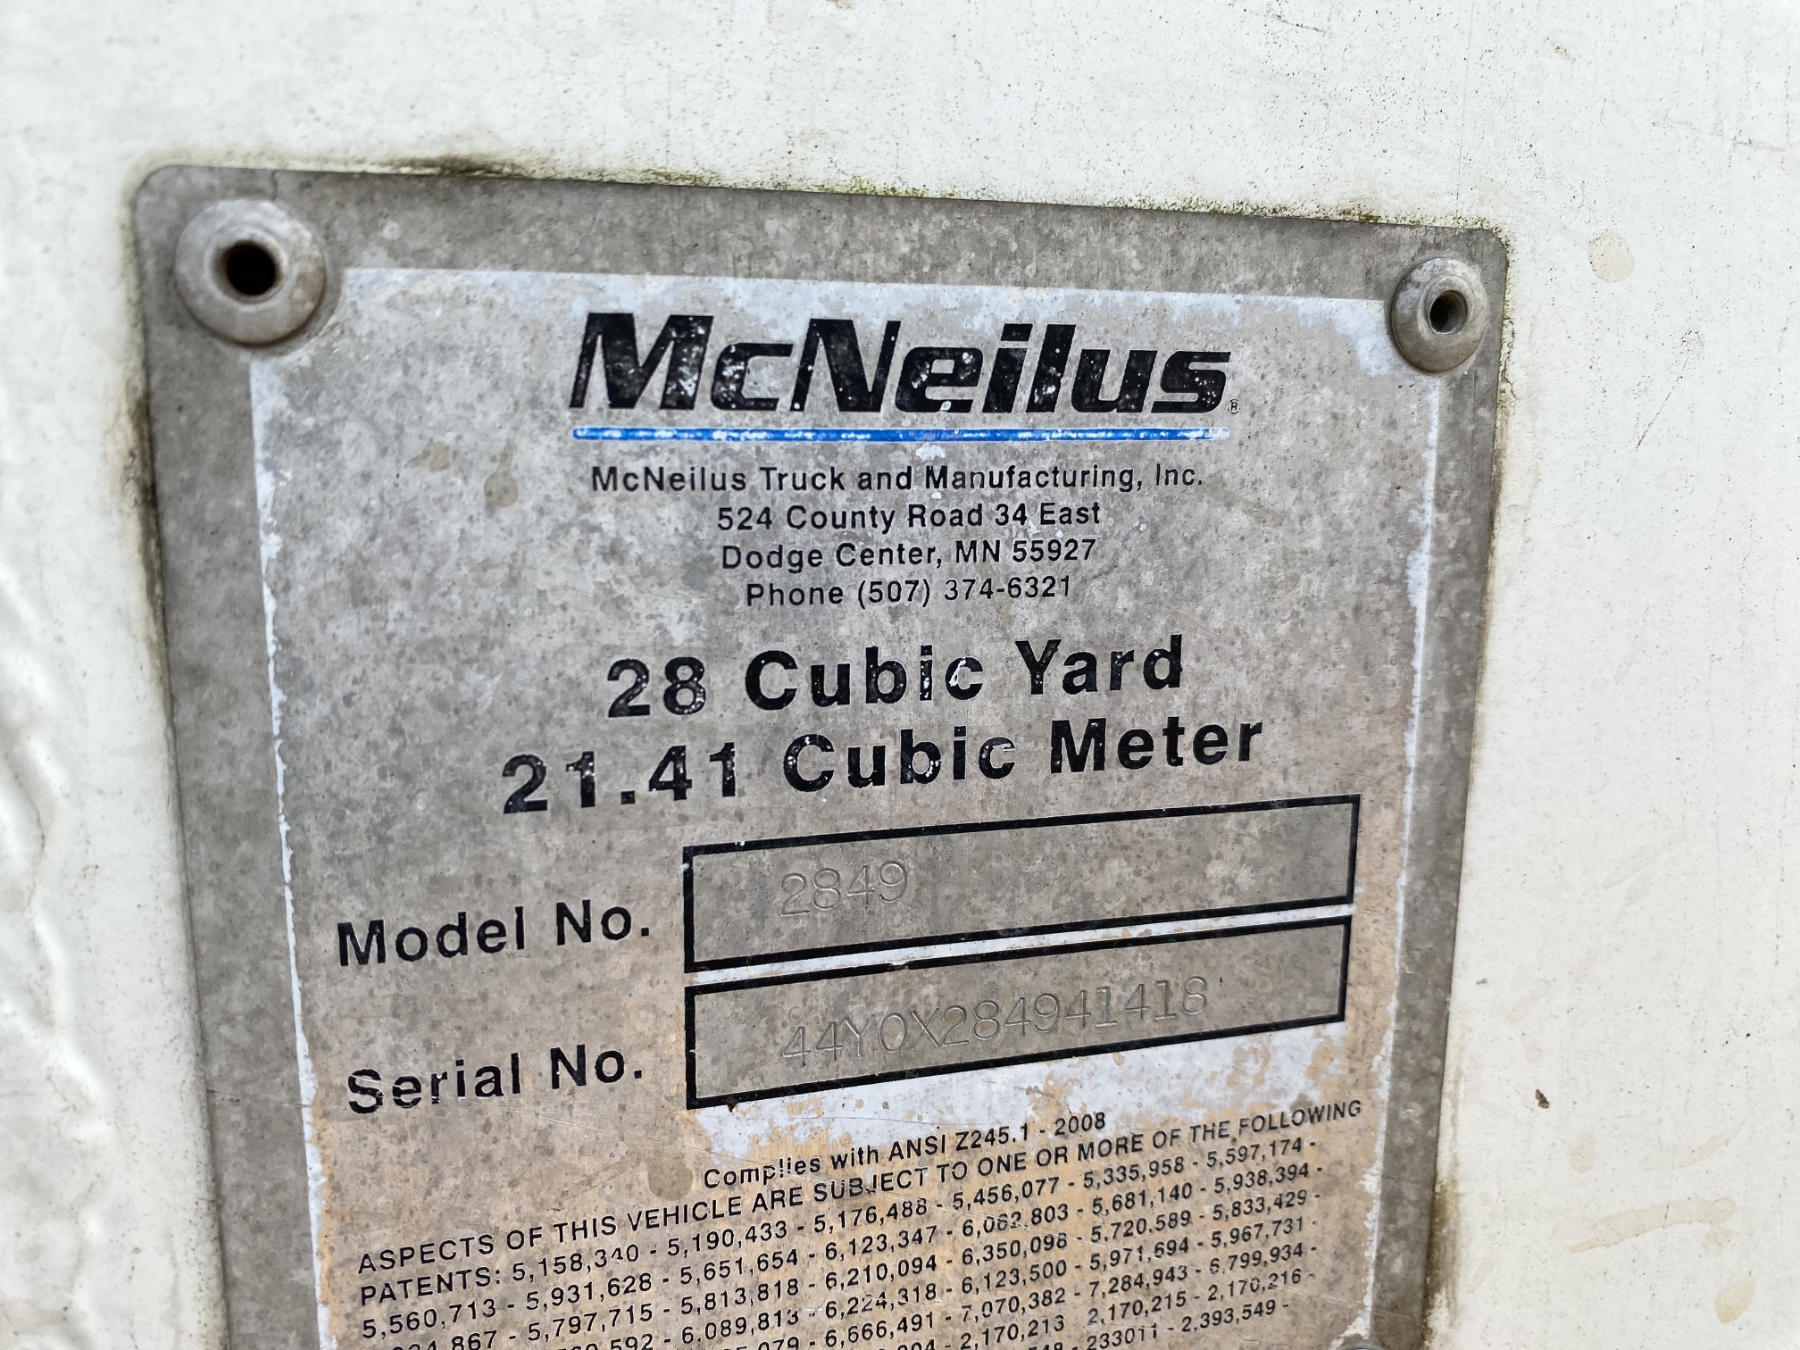 McNeilus®
McNeilus Truck and Manufacturing, Inc.
524 County Road 34 East
Dodge Center, MN 55927
Phone (507) 374-6321
28 Cubic Yard
21.41 Cubic Meter
Model No. 2849
Serial No. 44Y0X284941418
Complies with ANSI Z245.1 - 2008
ASPECTS OF THIS VEHICLE ARE SUBJECT TO ONE OR MORE OF THE FOLLOWING
PATENTS: 5,158,340 - 5,190,433 - 5,176,488 - 5,456,077 - 5,335,958 - 5,597,174 -
5,560,713 - 5,931,628 - 5,651,654 - 6,123,347 - 6,062,803 - 5,681,140 - 5,938,394 -
867 - 5,797,715 - 5,813,818 - 6,210,094 - 6,350,098 - 5,720,589 - 5,833,429 -
592 - 6,089,813 - 6,224,318 - 6,123,500 - 5,971,694 - 5,967,731 -
079 - 6,666,491 - 7,070,382 - 7,284,943 - 6,799,934 -
2,170,213 2,170,215 - 2,170,216 -
233011 - 2,393,549 -